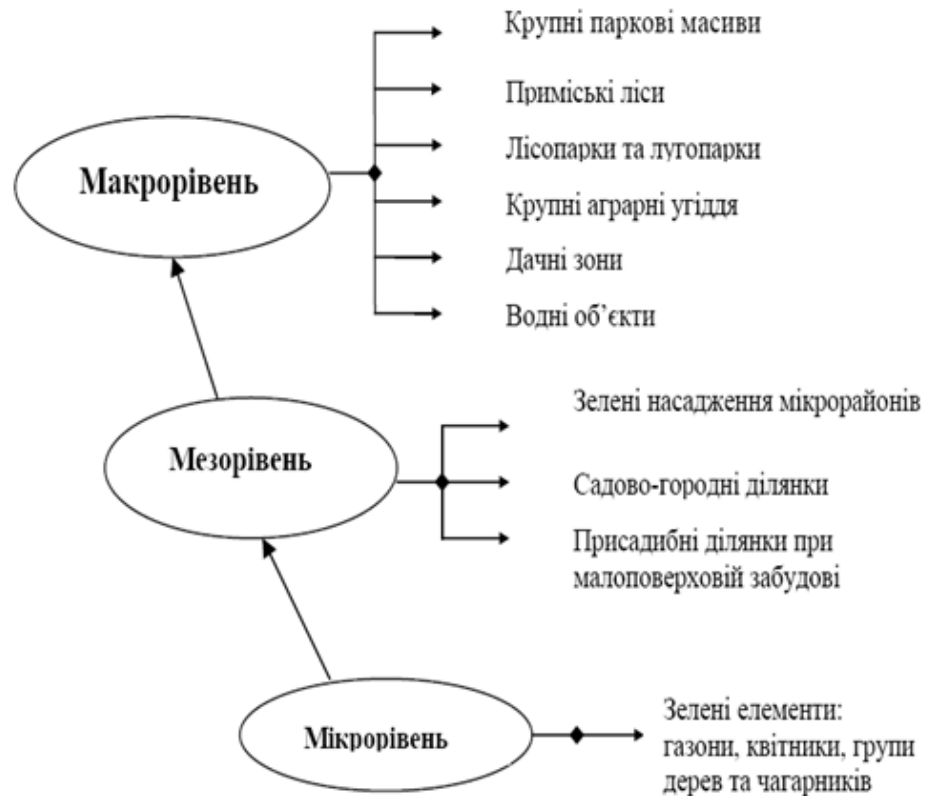 Макрорівень
Крупні паркові масиви
Приміські ліси
Лісопарки та лугопарки
Крупні аграрні угіддя
Дачні зони
Водні об’єкти
Мезорівень
Зелені насадження мікрорайонів
Садово-городні ділянки
Присадибні ділянки при
малоповерховій забудові
Мікрорівень
Зелені елементи:
газони, квітники, групи
дерев та чагарників